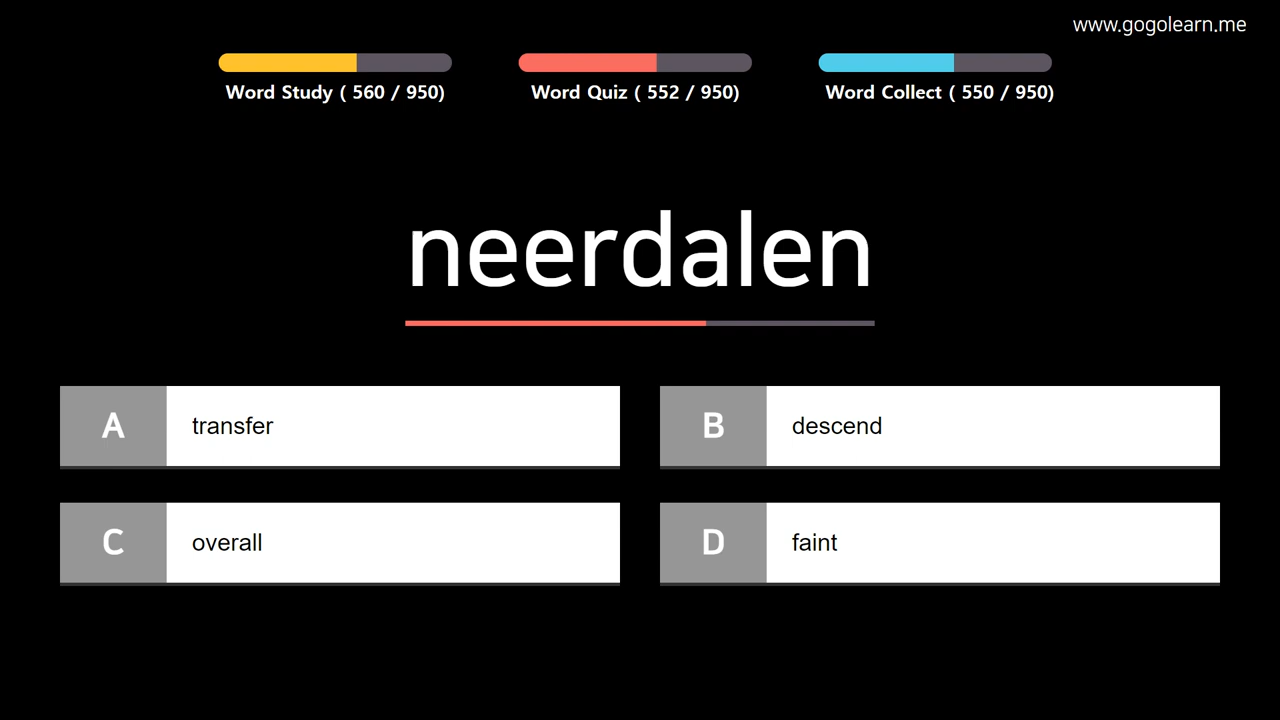 www.gogolearn.me
Word Study ( 560 / 950)
Word Quiz ( 552 / 950)
Word Collect ( 550 / 950)
neerdalen
A transfer
B descend
C overall
D faint